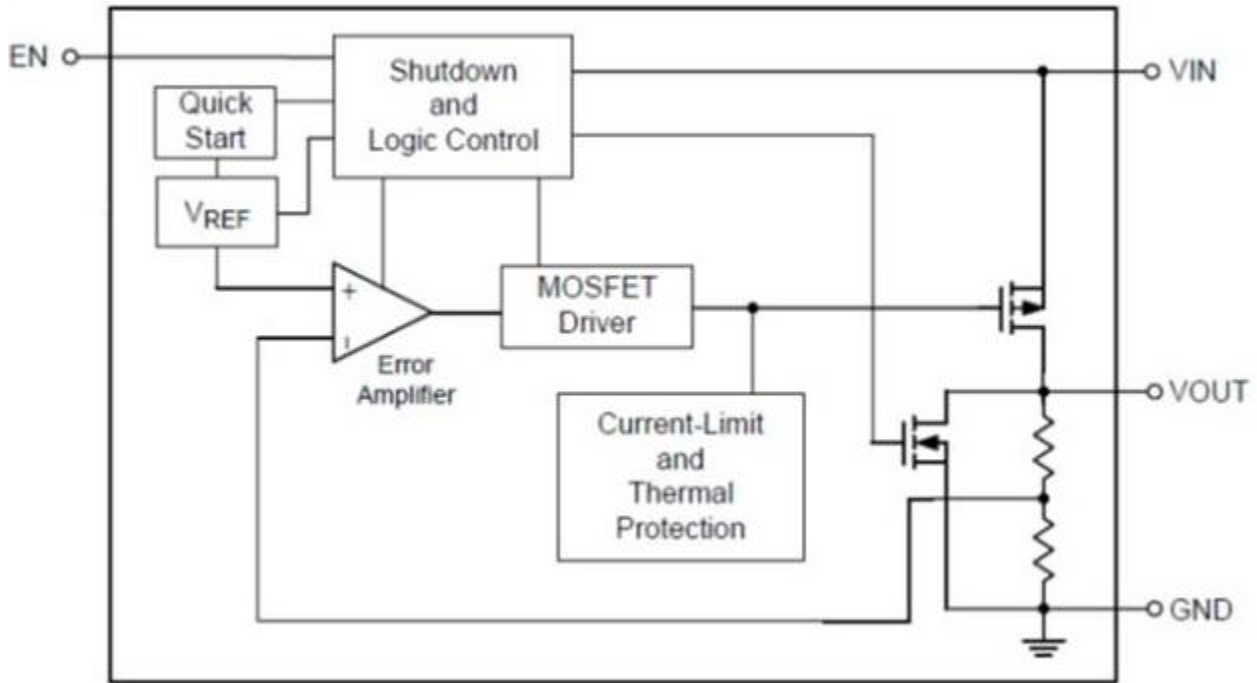 EN
Shutdown
and
Logic Control
VIN
Quick
Start
VREF
+
MOSFET
Driver
Error
Amplifier
VOUT
Current-Limit
and
Thermal
Protection
GND